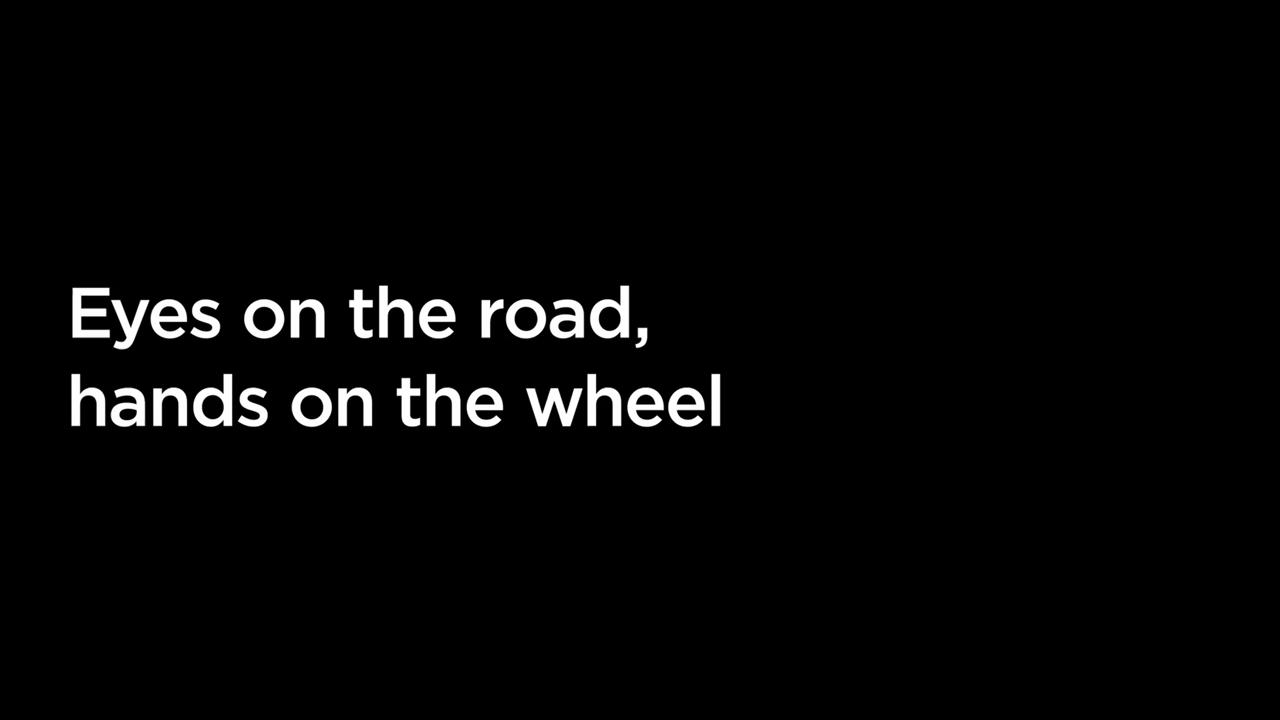 Eyes on the road,
hands on the wheel